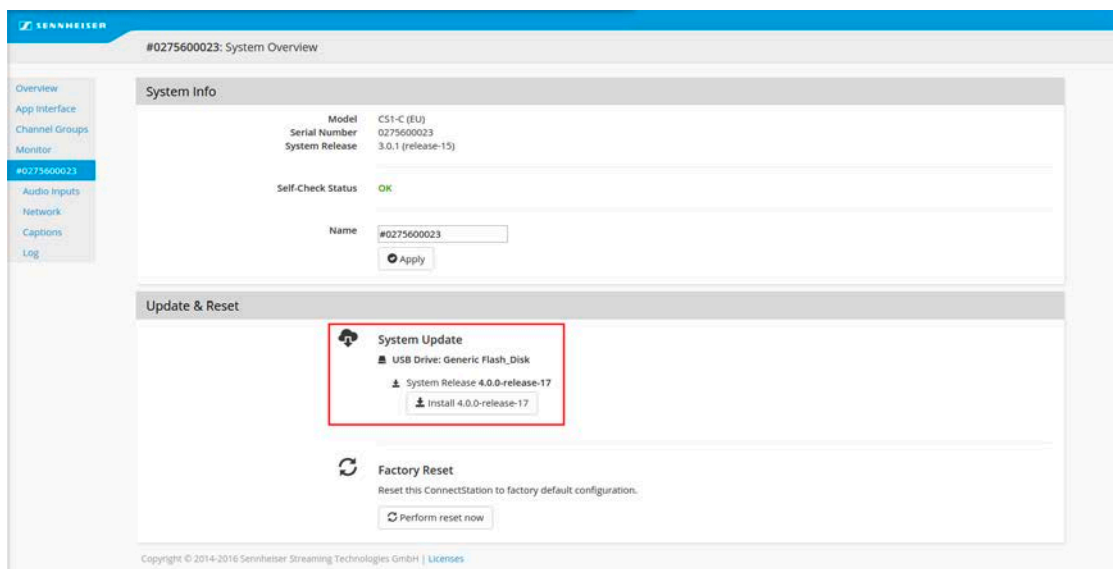 SENNHEISER
#0275600023: System Overview
Overview
App Interface
Channel Groups
Monitor
#0275600023
Audio Inputs
Network
Captions
Log
System Info
Model CS1-C (EU)
Serial Number 0275600023
System Release 3.0.1 (release-15)
Self-Check Status OK
Name #0275600023
Apply
Update & Reset
System Update
USB Drive: Generic Flash_Disk
System Release 4.0.0-release-17
Install 4.0.0-release-17
Factory Reset
Reset this ConnectStation to factory default configuration.
Perform reset now
Copyright © 2014-2016 Sennheiser Streaming Technologies GmbH | Licenses